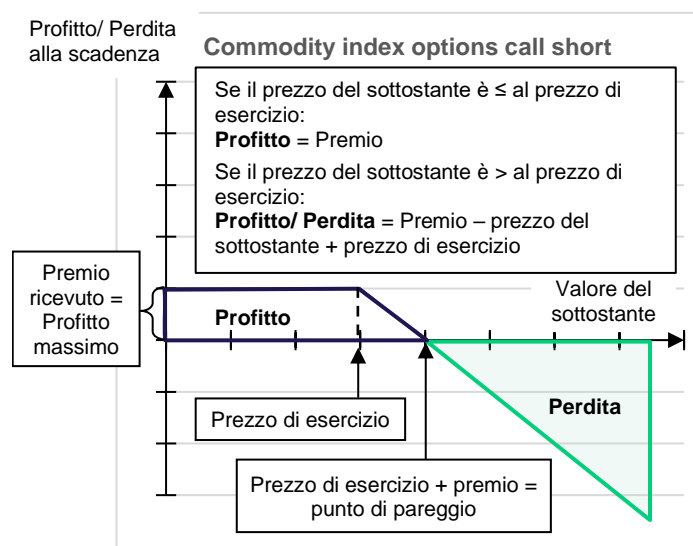 Profitto/ Perdita
alla scadenza
Commodity index options call short
Se il prezzo del sottostante è ≤ al prezzo di
esercizio:
Profitto = Premio
Se il prezzo del sottostante è > al prezzo di
esercizio:
Profitto/ Perdita = Premio – prezzo del
sottostante + prezzo di esercizio
Premio
ricevuto =
Profitto
massimo
Profitto
Valore del
sottostante
Perdita
Prezzo di esercizio
Prezzo di esercizio + premio =
punto di pareggio